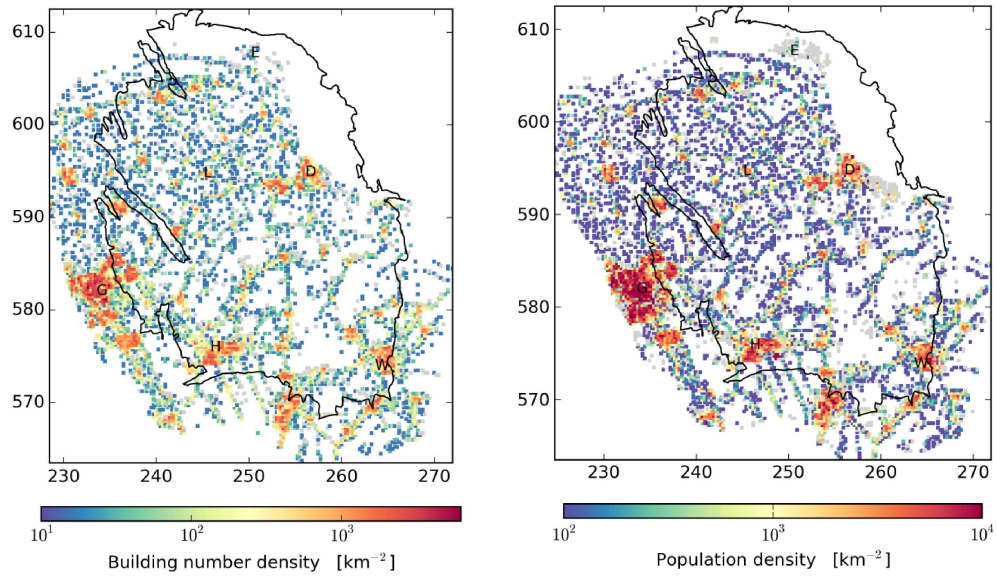 610
E
600
L
D
590
G
580
H
W
570
230 240 250 260 270
10^1 10^2 10^3
Building number density [km^−2]
610
E
600
L
D
590
G
580
H
W
570
230 240 250 260 270
10^2 10^3 10^4
Population density [km^−2]